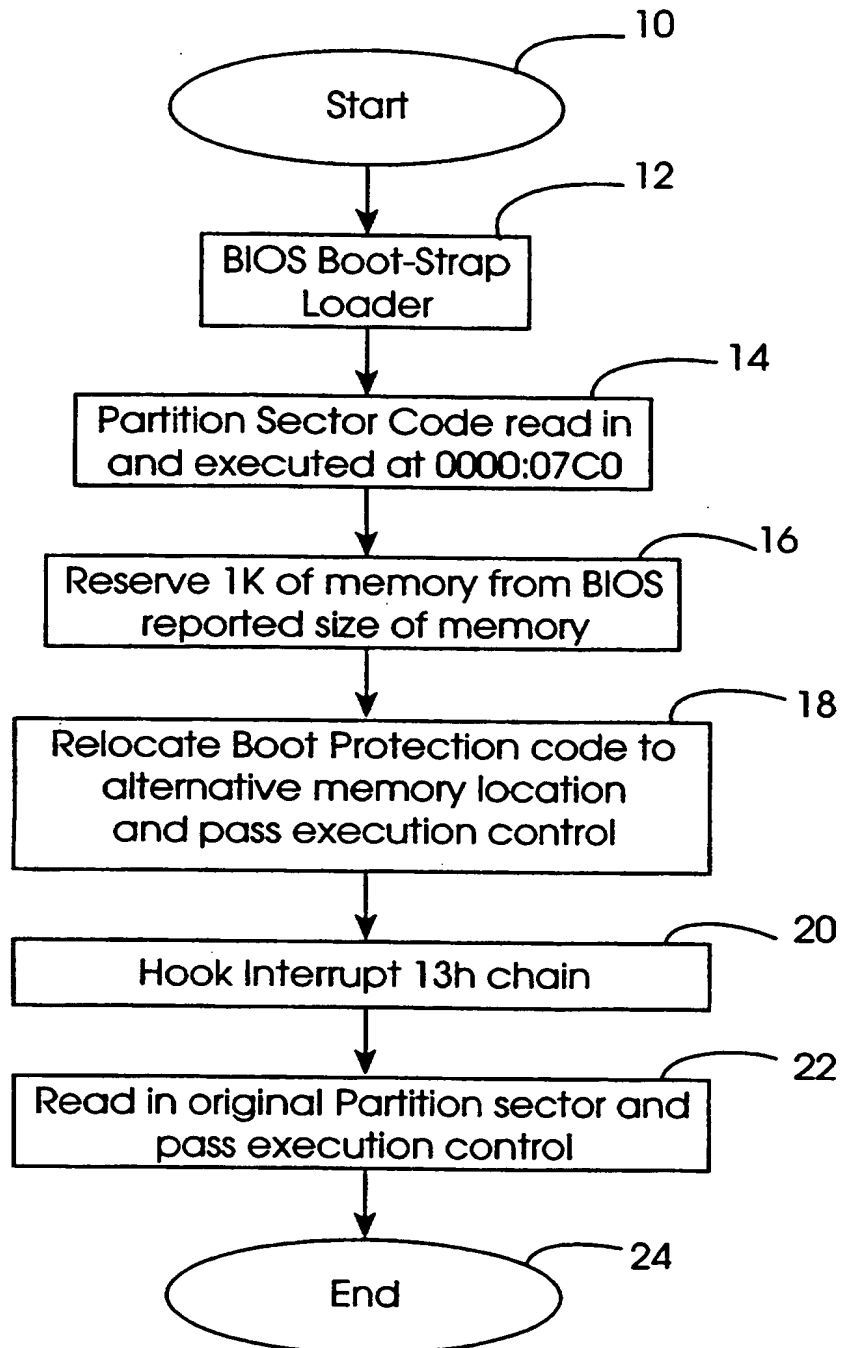 10
Start
12
BIOS Boot-Strap
Loader
14
Partition Sector Code read in
and executed at 0000:07C0
16
Reserve 1K of memory from BIOS
reported size of memory
18
Relocate Boot Protection code to
alternative memory location
and pass execution control
20
Hook Interrupt 13h chain
22
Read in original Partition sector and
pass execution control
24
End